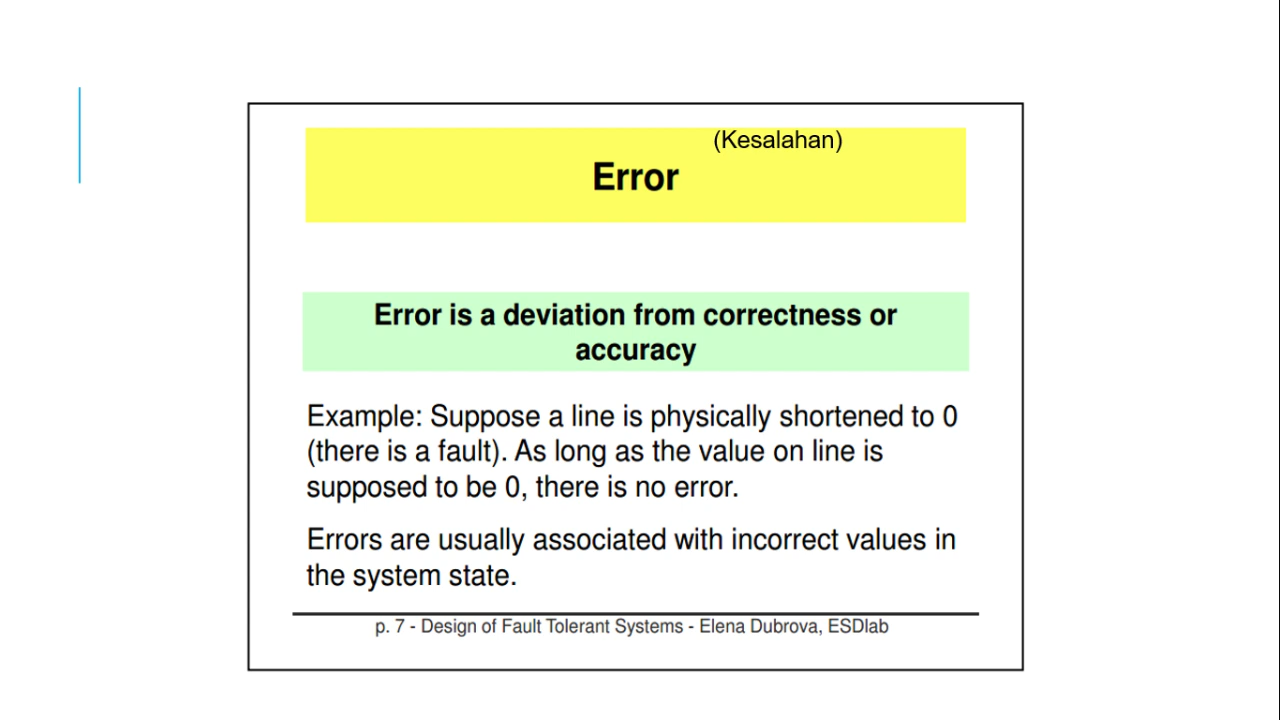 (Kesalahan)
Error
Error is a deviation from correctness or
accuracy
Example: Suppose a line is physically shortened to 0
(there is a fault). As long as the value on line is
supposed to be 0, there is no error.
Errors are usually associated with incorrect values in
the system state.
p. 7 - Design of Fault Tolerant Systems - Elena Dubrova, ESDlab